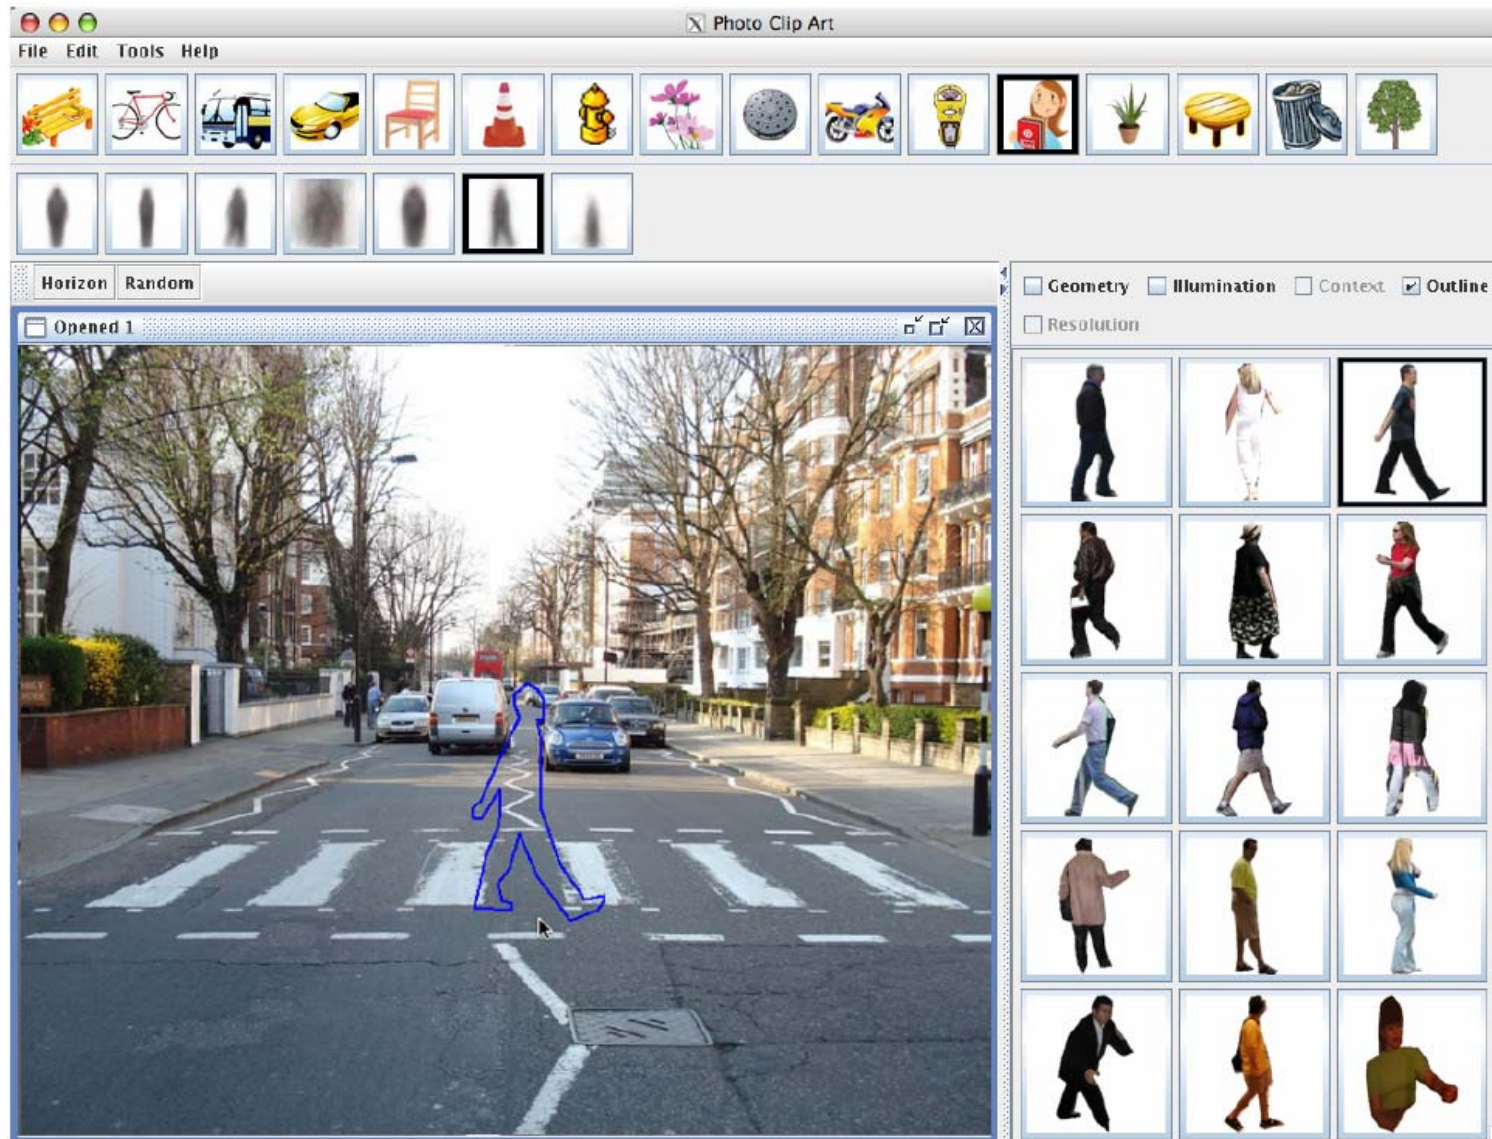 Photo Clip Art
File Edit Tools Help
Horizon Random
Geometry Illumination Context Outline
Resolution
Opened 1